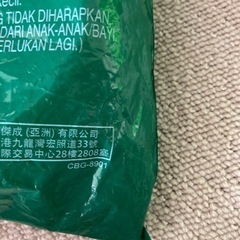 kecil.
G TIDAK DIHARAPKAN
DARI ANAK-ANAK/BAY
ERLUKAN LAGI.)
傑成(亞洲)有限公司
港九龍灣宏照道33號
際交易中心28樓2808室
CBG-8901